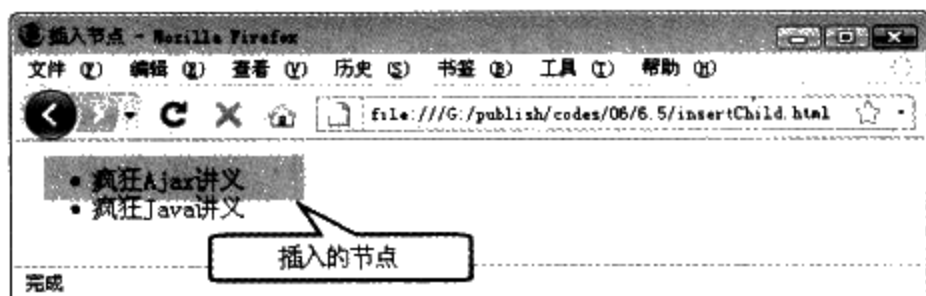 插入节点 - Mozilla Firefox
文件 (F) 编辑 (E) 查看 (V) 历史 (S) 书签 (B) 工具 (T) 帮助 (H)
file:///G:/publish/codes/06/6.5/insertChild.html
• 疯狂Ajax讲义
• 疯狂Java讲义
插入的节点
完成